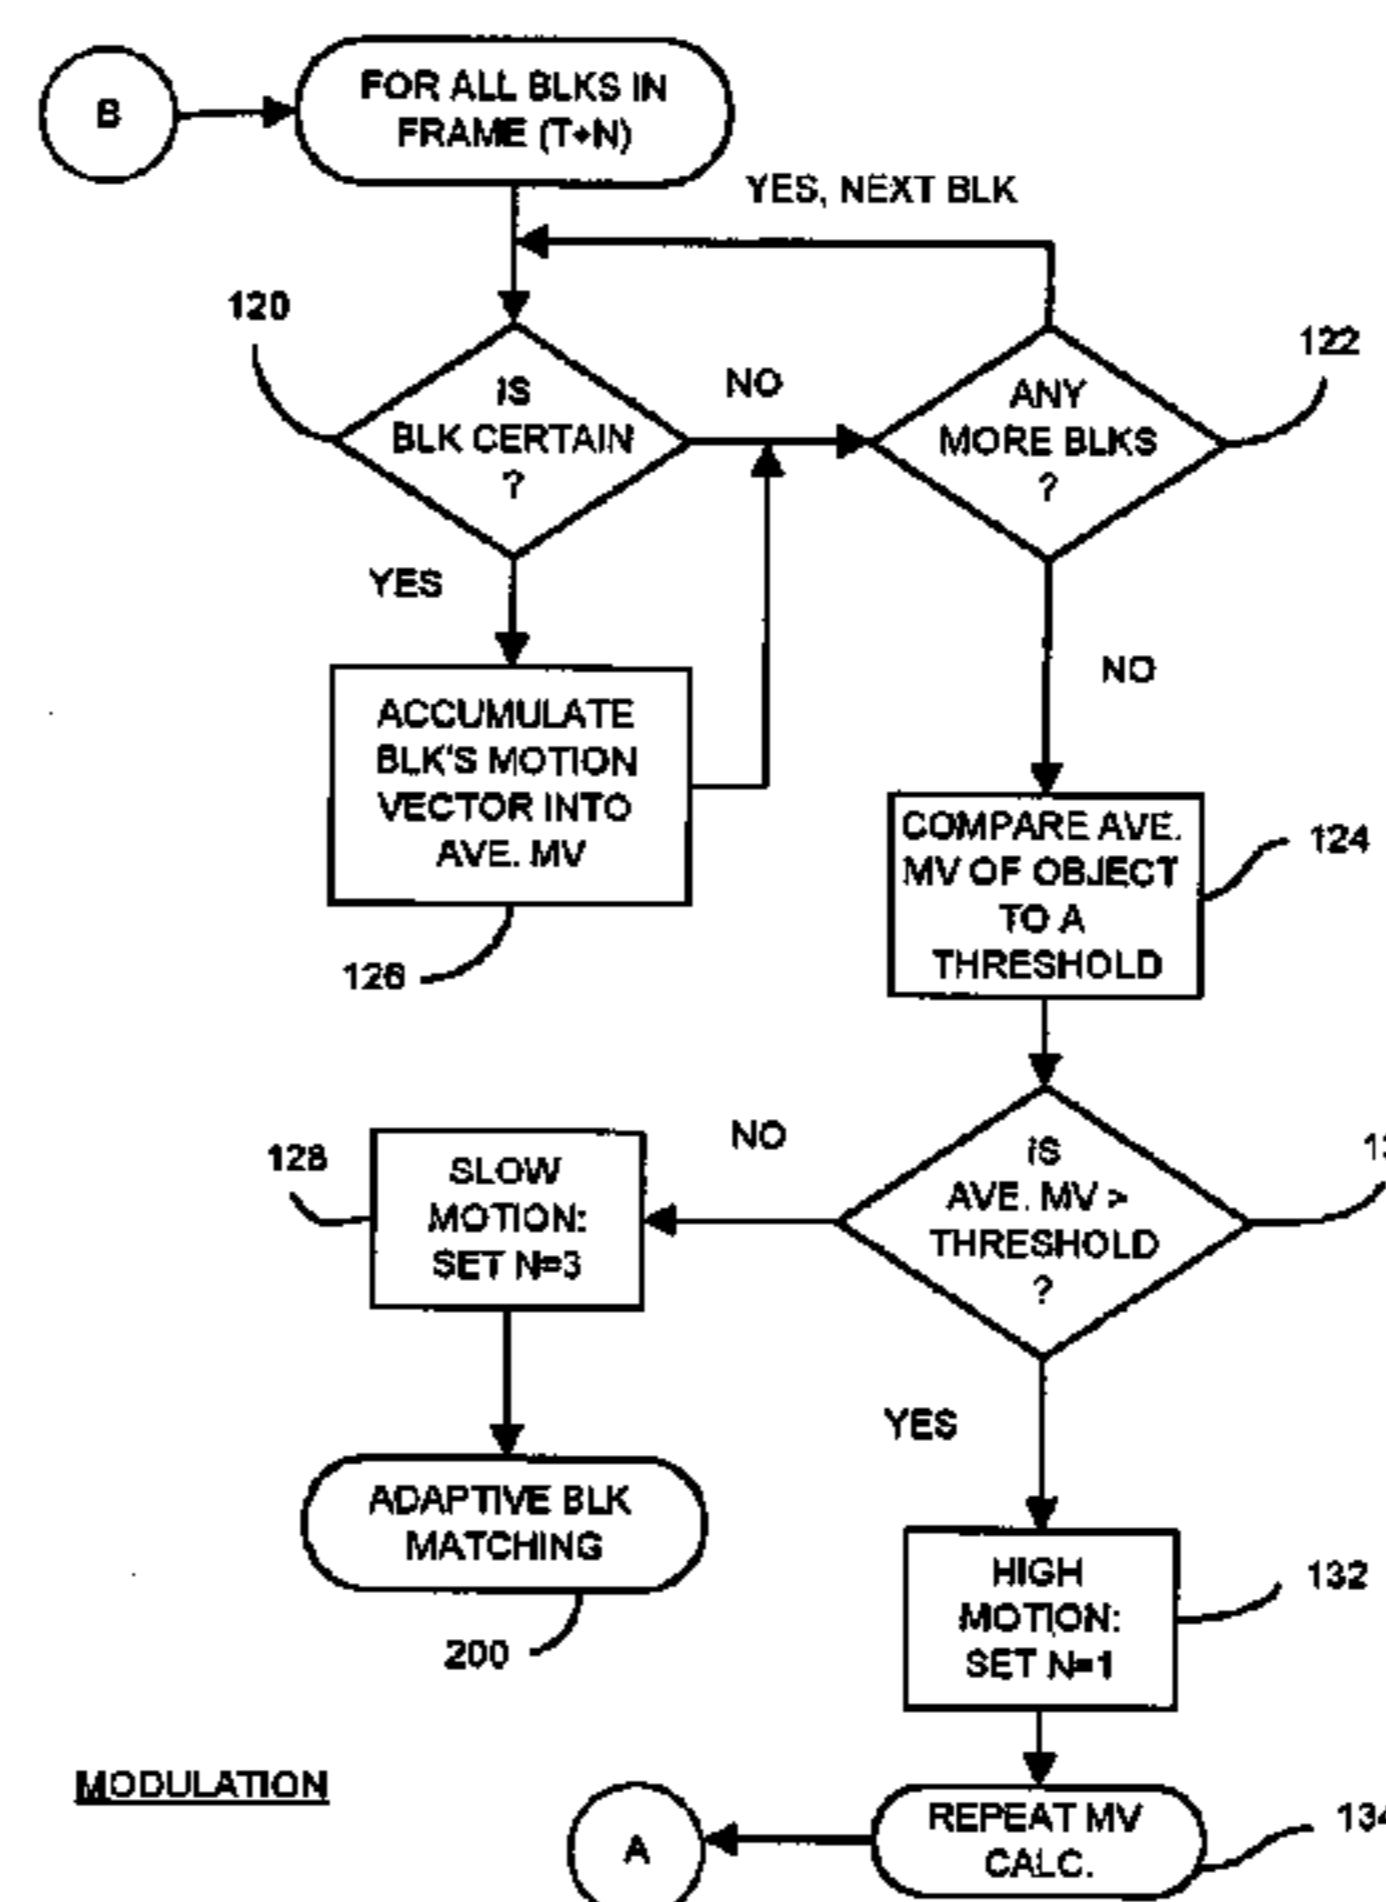 B
FOR ALL BLKS IN
FRAME (T+N)
YES, NEXT BLK
120
IS
BLK CERTAIN
?
NO
ANY
MORE BLKS
?
122
YES
NO
ACCUMULATE
BLK'S MOTION
VECTOR INTO
AVE. MV
126
COMPARE AVE.
MV OF OBJECT
TO A
THRESHOLD
124
128
SLOW
MOTION:
SET N=3
NO
IS
AVE. MV >
THRESHOLD
?
YES
ADAPTIVE BLK
MATCHING
200
HIGH
MOTION:
SET N=1
132
MODULATION
A
REPEAT MV
CALC.
134